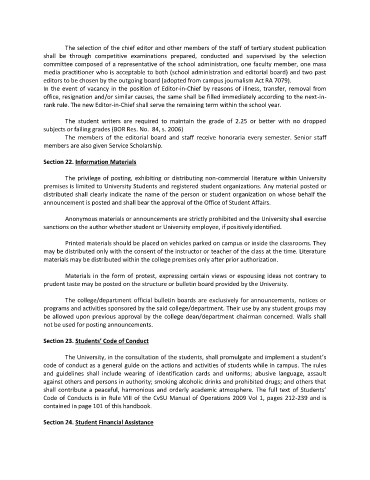 The selection of the chief editor and other members of the staff of tertiary student publication
shall be through competitive examinations prepared, conducted and supervised by the selection
committee composed of a representative of the school administration, one faculty member, one mass
media practitioner who is acceptable to both (school administration and editorial board) and two past
editors to be chosen by the outgoing board (adopted from campus journalism Act RA 7079).
In the event of vacancy in the position of Editor-in-Chief by reasons of illness, transfer, removal from
office, resignation and/or similar causes, the same shall be filled immediately according to the next-in-
rank rule. The new Editor-in-Chief shall serve the remaining term within the school year.
The student writers are required to maintain the grade of 2.25 or better with no dropped
subjects or failing grades (BOR Res. No. 84, s. 2006)
The members of the editorial board and staff receive honoraria every semester. Senior staff
members are also given Service Scholarship.
Section 22. Information Materials
The privilege of posting, exhibiting or distributing non-commercial literature within University
premises is limited to University Students and registered student organizations. Any material posted or
distributed shall clearly indicate the name of the person or student organization on whose behalf the
announcement is posted and shall bear the approval of the Office of Student Affairs.
Anonymous materials or announcements are strictly prohibited and the University shall exercise
sanctions on the author whether student or University employee, if positively identified.
Printed materials should be placed on vehicles parked on campus or inside the classrooms. They
may be distributed only with the consent of the instructor or teacher of the class at the time. Literature
materials may be distributed within the college premises only after prior authorization.
Materials in the form of protest, expressing certain views or espousing ideas not contrary to
prudent taste may be posted on the structure or bulletin board provided by the University.
The college/department official bulletin boards are exclusively for announcements, notices or
programs and activities sponsored by the said college/department. Their use by any student groups may
be allowed upon previous approval by the college dean/department chairman concerned. Walls shall
not be used for posting announcements.
Section 23. Students' Code of Conduct
The University, in the consultation of the students, shall promulgate and implement a student's
code of conduct as a general guide on the actions and activities of students while in campus. The rules
and guidelines shall include wearing of identification cards and uniforms; abusive language, assault
against others and persons in authority; smoking alcoholic drinks and prohibited drugs; and others that
shall contribute a peaceful, harmonious and orderly academic atmosphere. The full text of Students'
Code of Conducts is in Rule VIII of the CvSU Manual of Operations 2009 Vol 1, pages 212-239 and is
contained in page 101 of this handbook.
Section 24. Student Financial Assistance